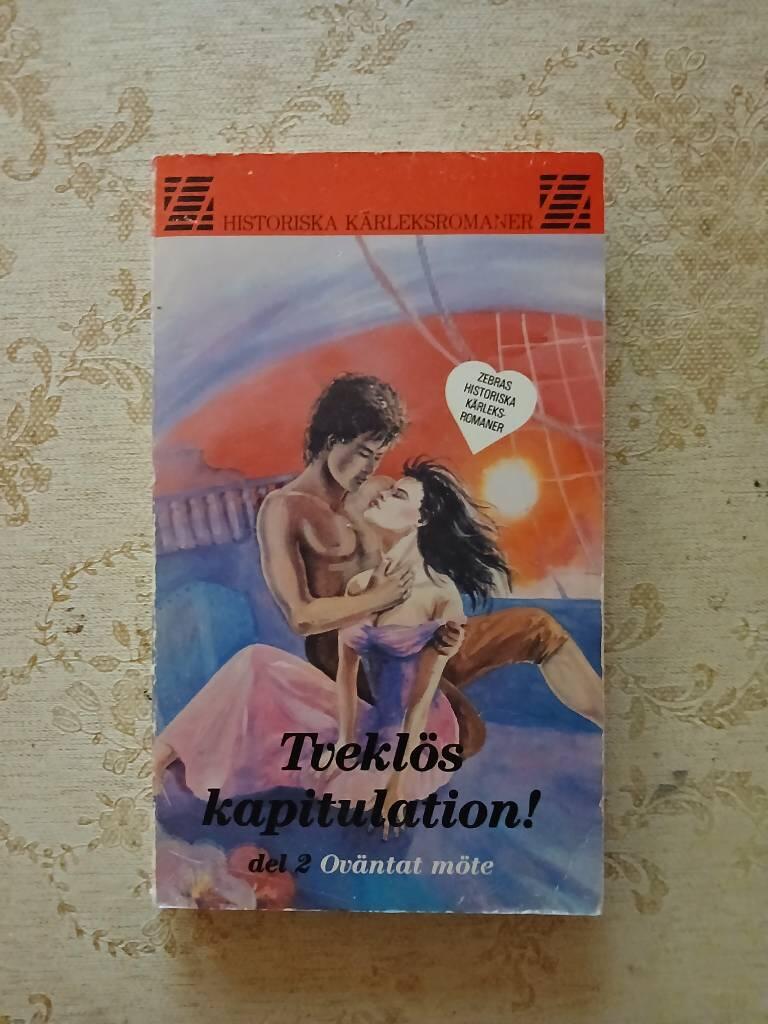 HISTORISKA KÄRLEKSROMANER
ZEBRAS
HISTORISKA
KÄRLEKS-
ROMANER
Tveklös
kapitulation!
del 2 Oväntat möte